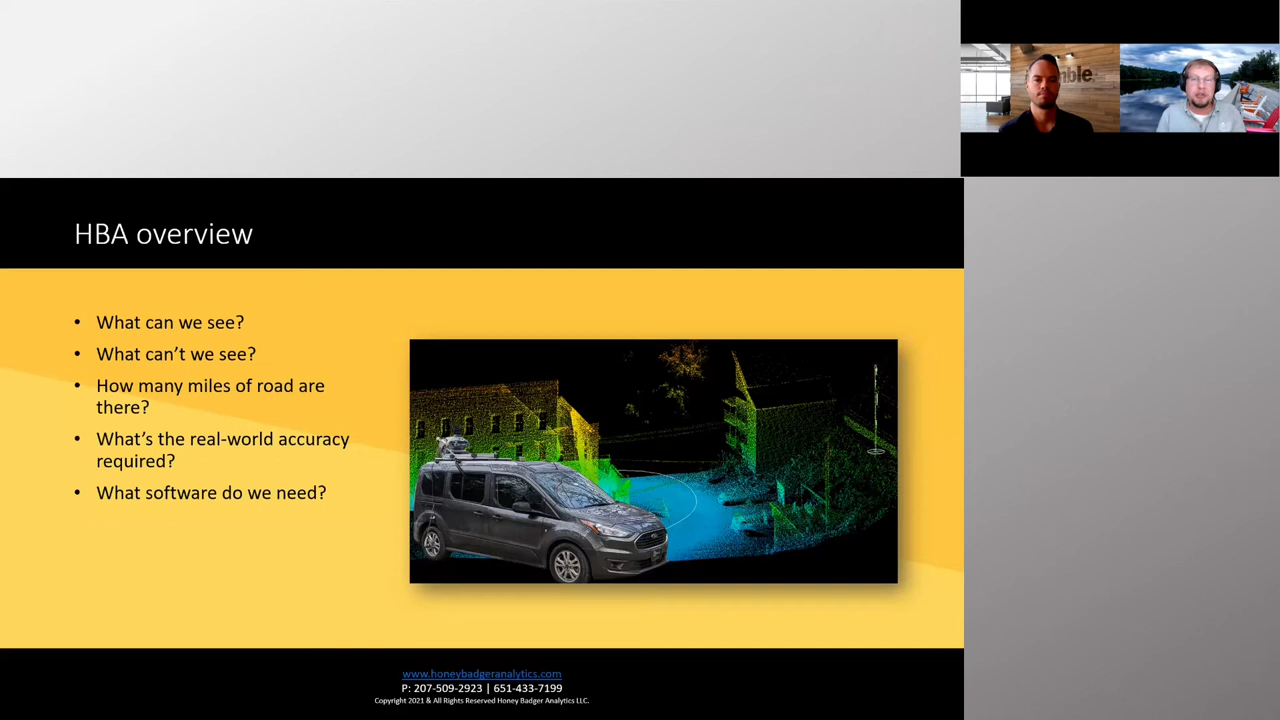 HBA overview
• What can we see?
• What can’t we see?
• How many miles of road are
there?
• What’s the real-world accuracy
required?
• What software do we need?
www.honeybadgeranalytics.com
P: 207-509-2923 | 651-433-7199
Copyright 2021 & All Rights Reserved Honey Badger Analytics LLC.